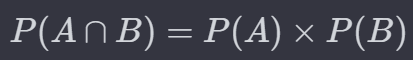 P(A ∩ B) = P(A) × P(B)